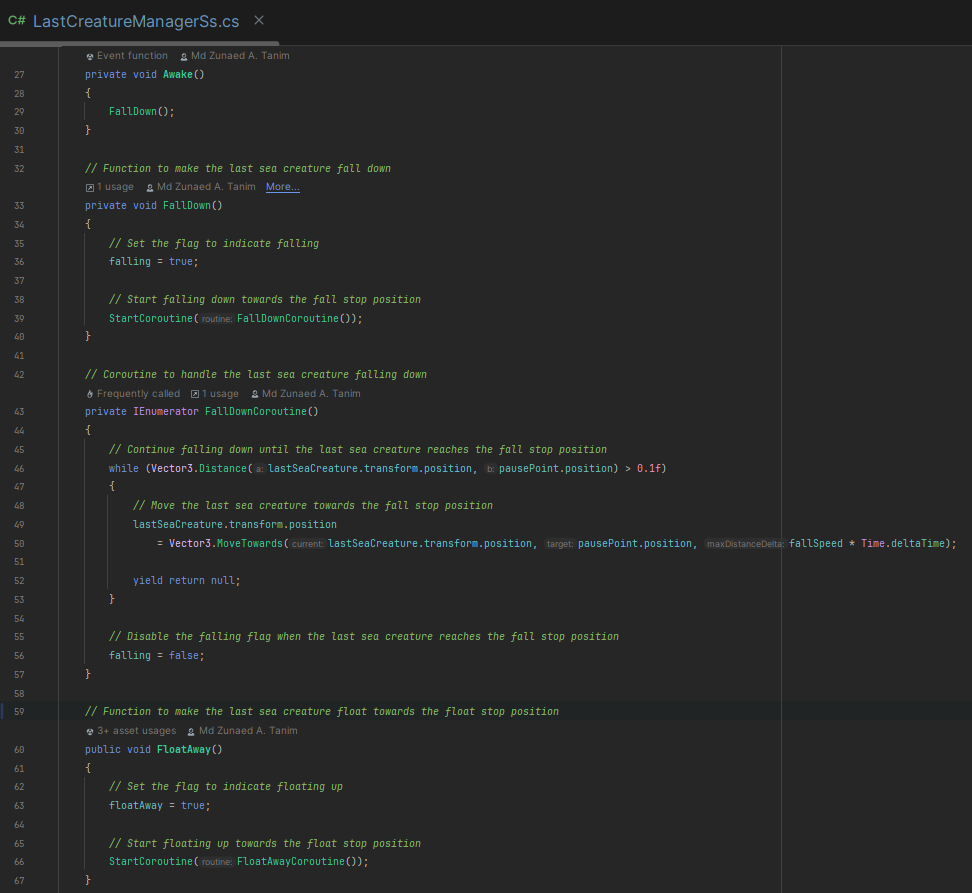 C# LastCreatureManagerSs.cs ×
Event function Md Zunaed A. Tanim
27 private void Awake()
28 {
29 FallDown();
30 }
31
32 // Function to make the last sea creature fall down
1 usage Md Zunaed A. Tanim More...
33 private void FallDown()
34 {
35 // Set the flag to indicate falling
36 falling = true;
37
38 // Start falling down towards the fall stop position
39 StartCoroutine( routine: FallDownCoroutine());
40 }
41
42 // Coroutine to handle the last sea creature falling down
Frequently called 1 usage Md Zunaed A. Tanim
43 private IEnumerator FallDownCoroutine()
44 {
45 // Continue falling down until the last sea creature reaches the fall stop position
46 while (Vector3.Distance( a: lastSeaCreature.transform.position, b: pausePoint.position) > 0.1f)
47 {
48 // Move the last sea creature towards the fall stop position
49 lastSeaCreature.transform.position
50 = Vector3.MoveTowards( current: lastSeaCreature.transform.position, target: pausePoint.position, maxDistanceDelta: fallSpeed * Time.deltaTime);
51
52 yield return null;
53 }
54
55 // Disable the falling flag when the last sea creature reaches the fall stop position
56 falling = false;
57 }
58
59 // Function to make the last sea creature float towards the float stop position
3+ asset usages Md Zunaed A. Tanim
60 public void FloatAway()
61 {
62 // Set the flag to indicate floating up
63 floatAway = true;
64
65 // Start floating up towards the float stop position
66 StartCoroutine( routine: FloatAwayCoroutine());
67 }